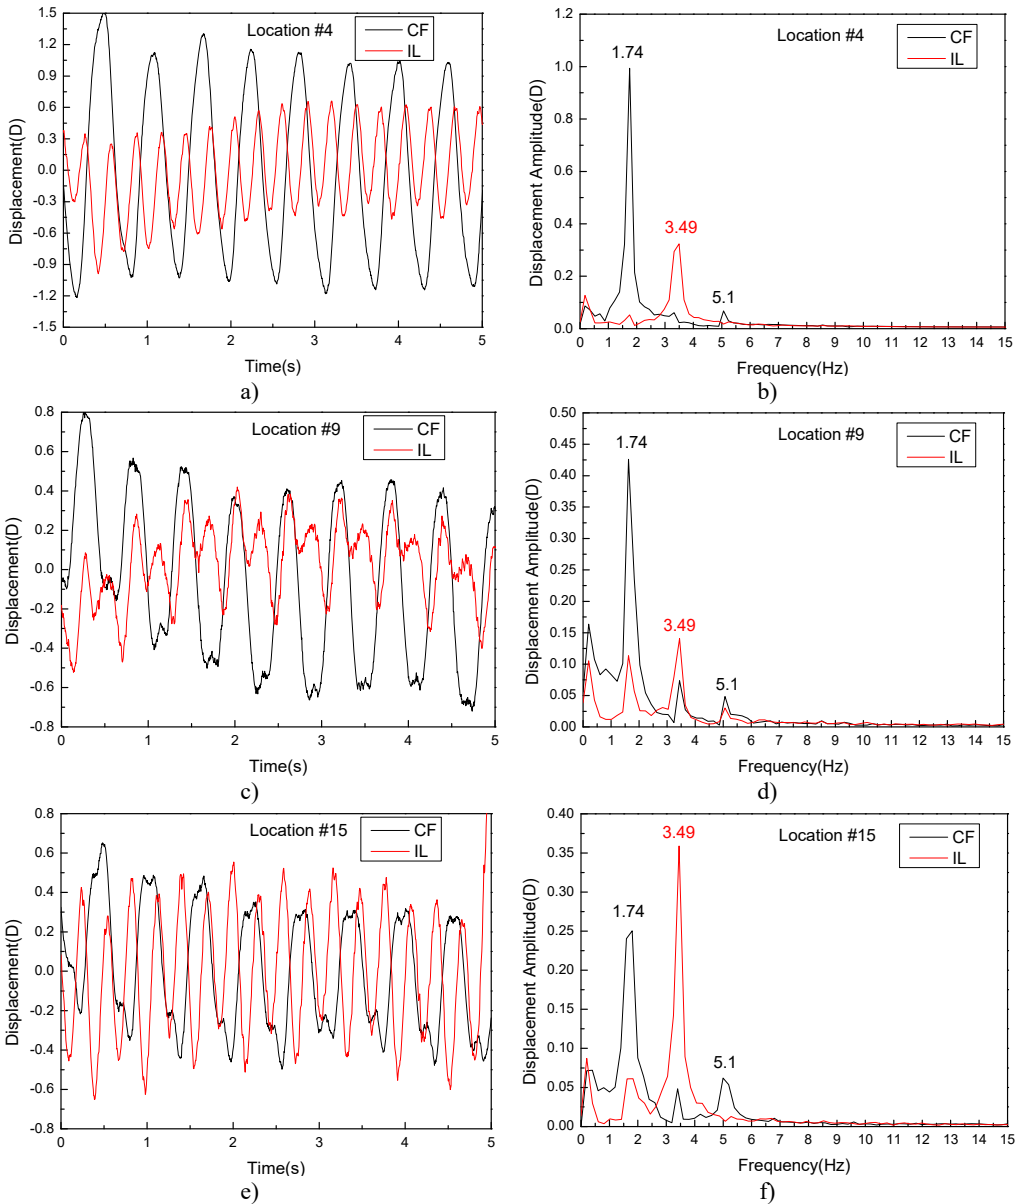 Location #4
CF
IL
Displacement(D)
1.5
1.2
0.9
0.6
0.3
0.0
-0.3
-0.6
-0.9
-1.2
-1.5
0 1 2 3 4 5
Time(s)
a)
Location #4
CF
IL
1.74
3.49
5.1
Displacement Amplitude(D)
1.2
1.0
0.8
0.6
0.4
0.2
0.0
0 1 2 3 4 5 6 7 8 9 10 11 12 13 14 15
Frequency(Hz)
b)
Location #9
CF
IL
Displacement(D)
0.8
0.6
0.4
0.2
0.0
-0.2
-0.4
-0.6
-0.8
0 1 2 3 4 5
Time(s)
c)
Location #9
CF
IL
1.74
3.49
5.1
Displacement Amplitude(D)
0.50
0.45
0.40
0.35
0.30
0.25
0.20
0.15
0.10
0.05
0.00
0 1 2 3 4 5 6 7 8 9 10 11 12 13 14 15
Frequency(Hz)
d)
Location #15
CF
IL
Displacement(D)
0.8
0.6
0.4
0.2
0.0
-0.2
-0.4
-0.6
-0.8
0 1 2 3 4 5
Time(s)
e)
3.49
Location #15
CF
IL
1.74
5.1
Displacement Amplitude(D)
0.40
0.35
0.30
0.25
0.20
0.15
0.10
0.05
0.00
0 1 2 3 4 5 6 7 8 9 10 11 12 13 14 15
Frequency(Hz)
f)